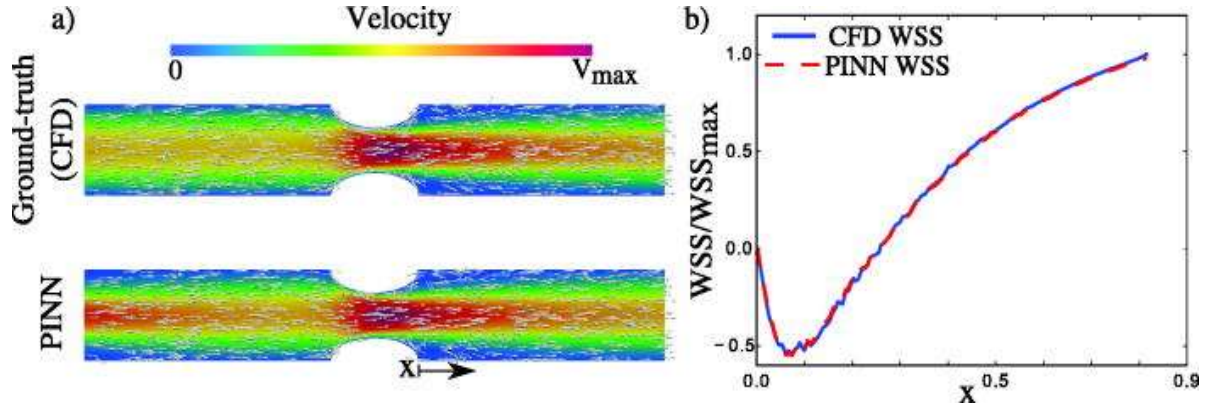 a)
Velocity
0
Vmax
Ground-truth
(CFD)
PINN
x
b)
CFD WSS
PINN WSS
WSS/WSSmax
1.0
0.5
0.0
−0.5
0.0
0.5
0.9
x